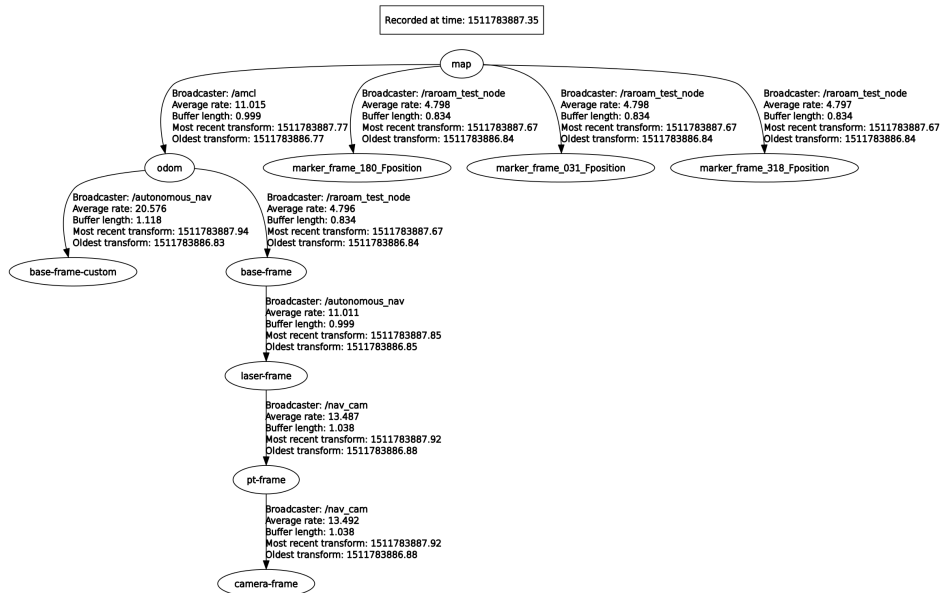 Recorded at time: 1511783887.35
map
Broadcaster: /amcl
Average rate: 11.015
Buffer length: 0.999
Most recent transform: 1511783887.77
Oldest transform: 1511783886.77
Broadcaster: /raroam_test_node
Average rate: 4.798
Buffer length: 0.834
Most recent transform: 1511783887.67
Oldest transform: 1511783886.84
Broadcaster: /raroam_test_node
Average rate: 4.798
Buffer length: 0.834
Most recent transform: 1511783887.67
Oldest transform: 1511783886.84
Broadcaster: /raroam_test_node
Average rate: 4.797
Buffer length: 0.834
Most recent transform: 1511783887.67
Oldest transform: 1511783886.84
odom
marker_frame_180_Fposition
marker_frame_031_Fposition
marker_frame_318_Fposition
Broadcaster: /autonomous_nav
Average rate: 20.576
Buffer length: 1.118
Most recent transform: 1511783887.94
Oldest transform: 1511783886.83
Broadcaster: /raroam_test_node
Average rate: 4.796
Buffer length: 0.834
Most recent transform: 1511783887.67
Oldest transform: 1511783886.84
base-frame-custom
base-frame
Broadcaster: /autonomous_nav
Average rate: 11.011
Buffer length: 0.999
Most recent transform: 1511783887.85
Oldest transform: 1511783886.85
laser-frame
Broadcaster: /nav_cam
Average rate: 13.487
Buffer length: 1.038
Most recent transform: 1511783887.92
Oldest transform: 1511783886.88
pt-frame
Broadcaster: /nav_cam
Average rate: 13.492
Buffer length: 1.038
Most recent transform: 1511783887.92
Oldest transform: 1511783886.88
camera-frame